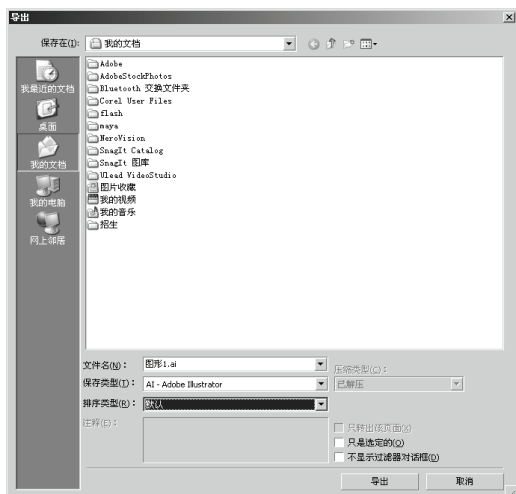 导出
保存在(I):
我的文档
我最近的文档
桌面
我的文档
我的电脑
网上邻居
Adobe
AdobeStockPhotos
Bluetooth 交换文件夹
Corel User Files
flash
maya
NeroVision
SnagIt Catalog
SnagIt 图库
Ulead VideoStudio
图片收藏
我的视频
我的音乐
招生
文件名(N):
图形1.ai
压缩类型(C):
保存类型(T):
AI - Adobe Illustrator
已解压
排序类型(R):
默认
注释(E):
只转出该页面(X)
只是选定的(O)
不显示过滤器对话框(D)
导出
取消